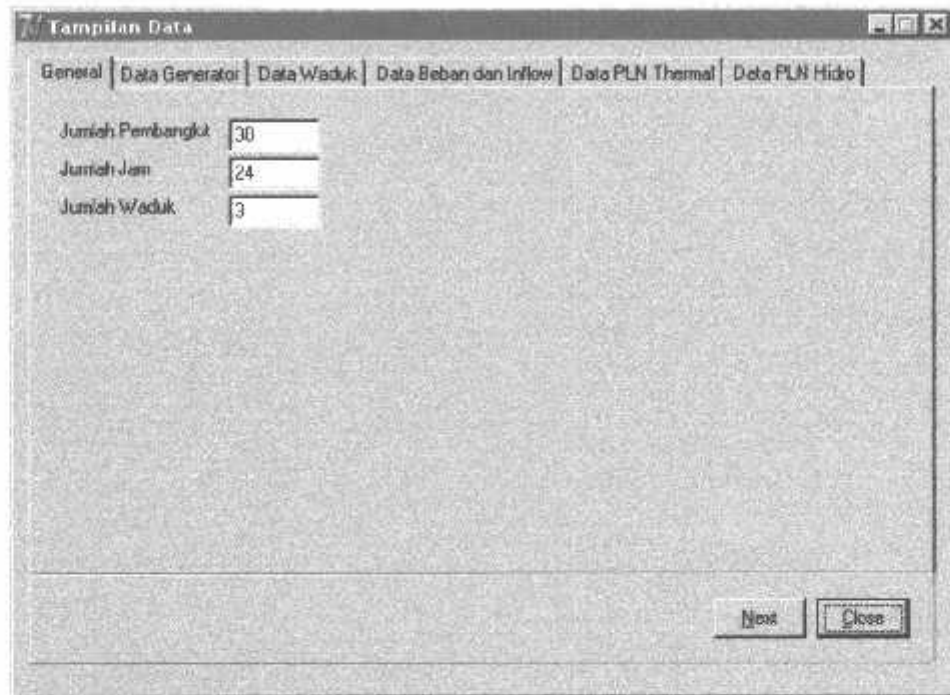 Tampilan Data
General Data Generator Data Waduk Data Beban dan Inflow Data PLN Thermal Data PLN Hidro
Jumlah Pembangkit 30
Jumlah Jam 24
Jumlah Waduk 3
Next Close